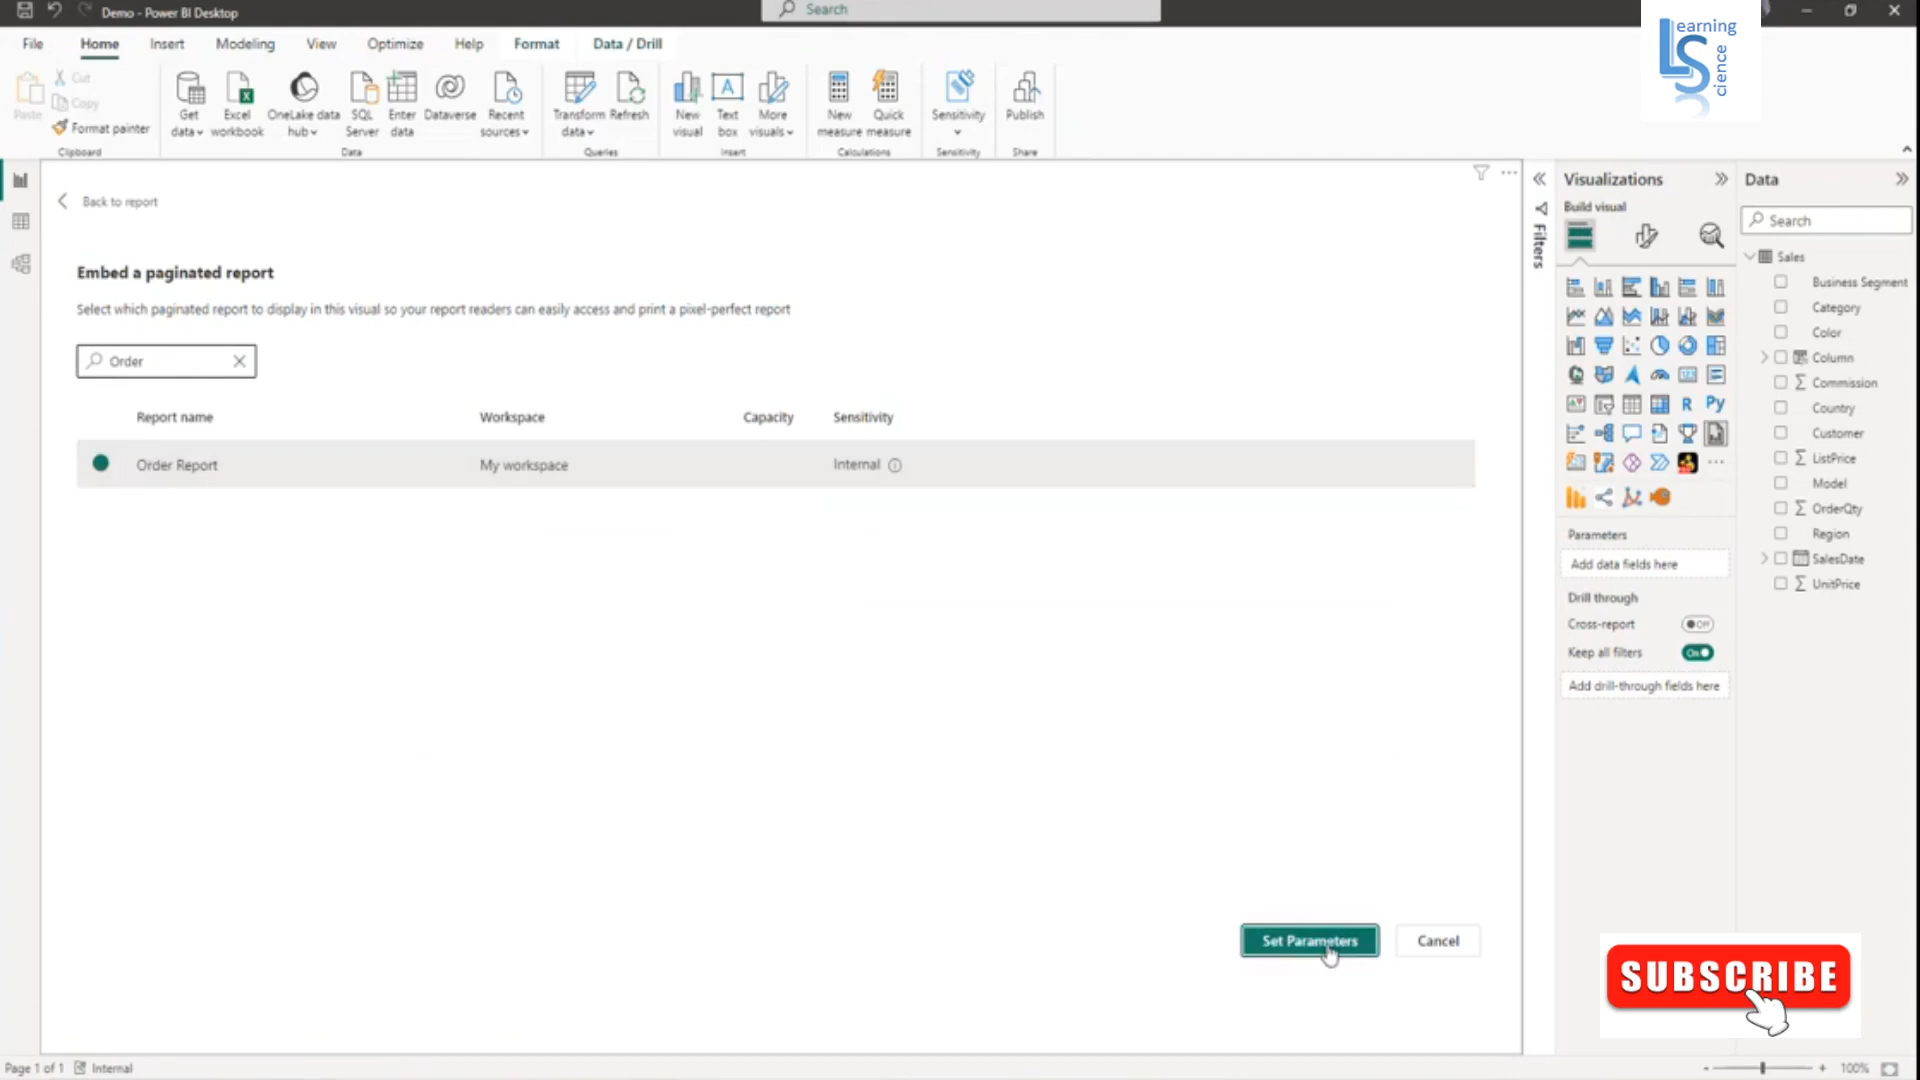 Demo - Power BI Desktop
Search
File Home Insert Modeling View Optimize Help Format Data / Drill
Paste
Cut
Copy
Format painter
Clipboard
Get data
Excel workbook
OneLake data hub
SQL Server
Enter data
Dataverse
Recent sources
Data
Transform data
Refresh
Queries
New visual
Text box
More visuals
Insert
New measure
Quick measure
Calculations
Sensitivity
Sensitivity
Publish
Share
Learning
Science
Back to report
Embed a paginated report
Select which paginated report to display in this visual so your report readers can easily access and print a pixel-perfect report
Order
Report name Workspace Capacity Sensitivity
Order Report My workspace Internal
Set Parameters
Cancel
Filters
Visualizations
Build visual
R
Py
Parameters
Add data fields here
Drill through
Cross-report Off
Keep all filters On
Add drill-through fields here
Data
Search
Sales
Business Segment
Category
Color
Column
Commission
Country
Customer
ListPrice
Model
OrderQty
Region
SalesDate
UnitPrice
SUBSCRIBE
Page 1 of 1
Internal
100%